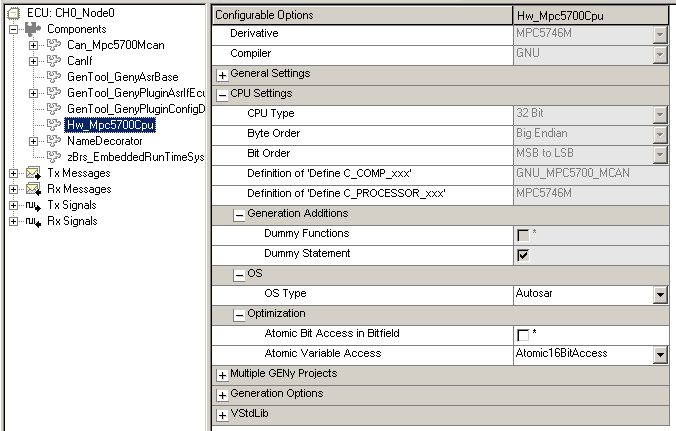 ECU: CH0_Node0
Components
Can_Mpc5700Mcan
CanIf
GenTool_GenyAsrBase
GenTool_GenyPluginAsrIfEcu
GenTool_GenyPluginConfigD
Hw_Mpc5700Cpu
NameDecorator
zBrs_EmbeddedRunTimeSys
Tx Messages
Rx Messages
Tx Signals
Rx Signals
Configurable Options Hw_Mpc5700Cpu
Derivative MPC5746M
Compiler GNU
General Settings
CPU Settings
CPU Type 32 Bit
Byte Order Big Endian
Bit Order MSB to LSB
Definition of 'Define C_COMP_xxx' GNU_MPC5700_MCAN
Definition of 'Define C_PROCESSOR_xxx' MPC5746M
Generation Additions
Dummy Functions *
Dummy Statement
OS
OS Type Autosar
Optimization
Atomic Bit Access in Bitfield *
Atomic Variable Access Atomic16BitAccess
Multiple GENy Projects
Generation Options
VStdLib